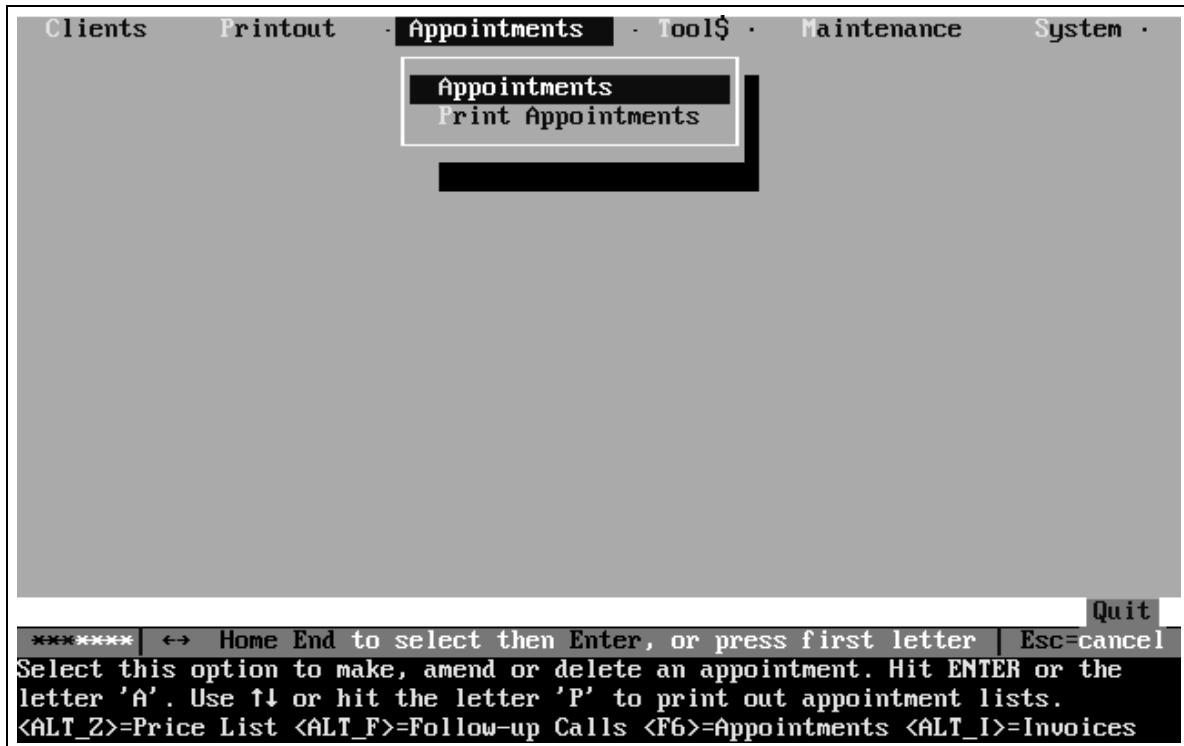 Clients Printout · Appointments · Tool$ · Maintenance System ·
Appointments
Print Appointments
Quit
******* | ←→ Home End to select then Enter, or press first letter | Esc=cancel
Select this option to make, amend or delete an appointment. Hit ENTER or the
letter 'A'. Use ↑↓ or hit the letter 'P' to print out appointment lists.
<ALT_Z>=Price List <ALT_F>=Follow-up Calls <F6>=Appointments <ALT_I>=Invoices